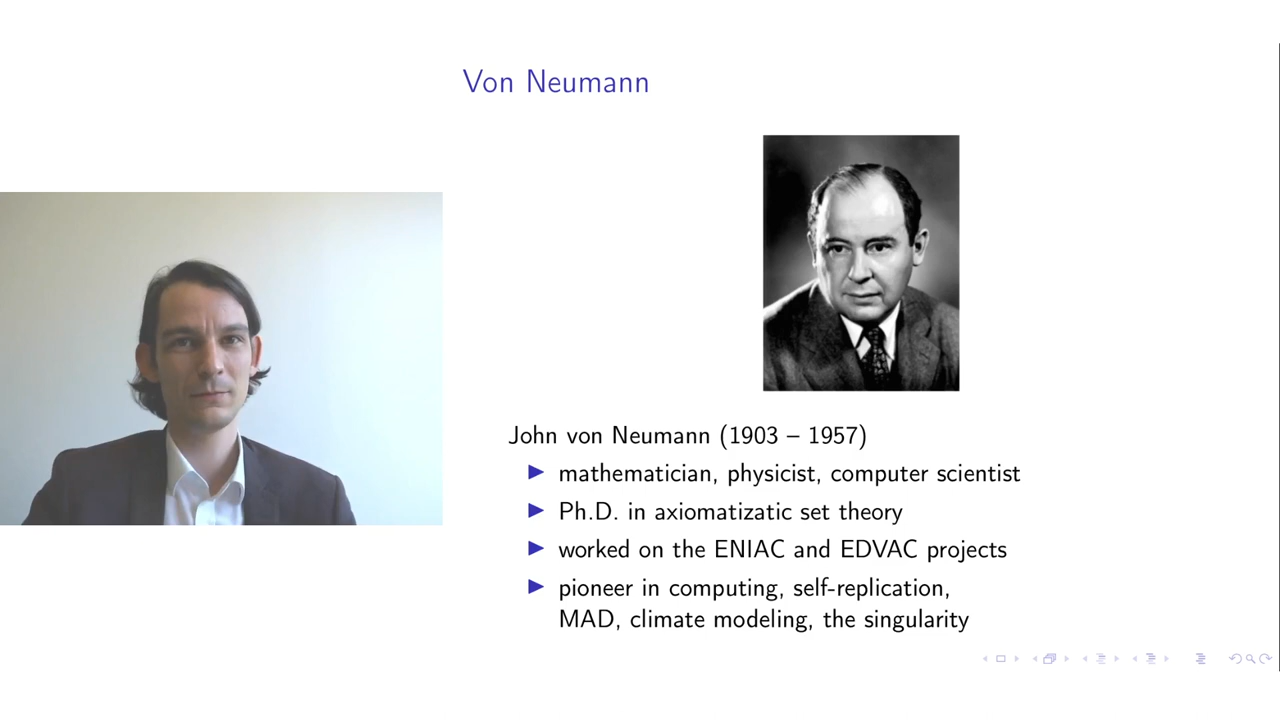 Von Neumann
John von Neumann (1903 – 1957)
mathematician, physicist, computer scientist
Ph.D. in axiomatizatic set theory
worked on the ENIAC and EDVAC projects
pioneer in computing, self-replication,
MAD, climate modeling, the singularity